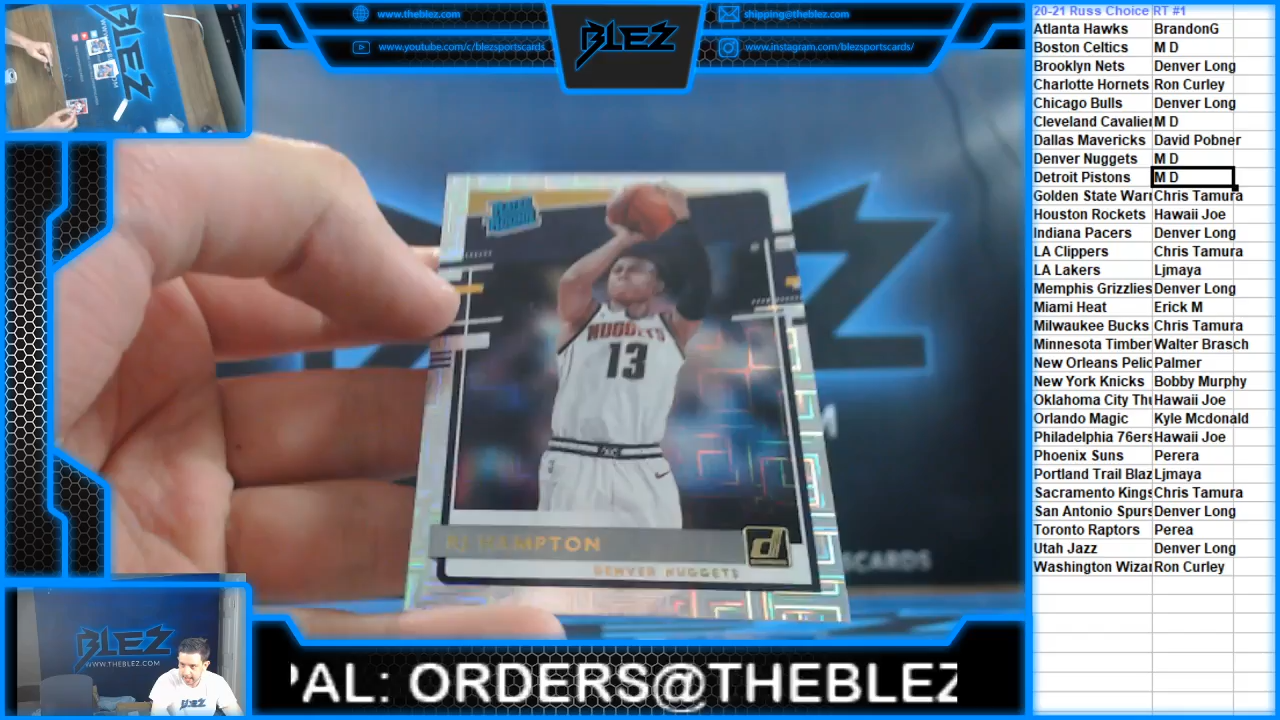 www.theblez.com
shipping@theblez.com
www.youtube.com/c/blezsportscards
www.instagram.com/blezsportscards/
BLEZ
RATED ROOKIE
NUGGETS
13
RJ HAMPTON
DENVER NUGGETS
SCARDS
BLEZ
WWW.THEBLEZ.COM
PAL: ORDERS@THEBLEZ
20-21 Russ Choice RT #1
Atlanta Hawks BrandonG
Boston Celtics M D
Brooklyn Nets Denver Long
Charlotte Hornets Ron Curley
Chicago Bulls Denver Long
Cleveland Cavalier M D
Dallas Mavericks David Pobner
Denver Nuggets M D
Detroit Pistons M D
Golden State Warr Chris Tamura
Houston Rockets Hawaii Joe
Indiana Pacers Denver Long
LA Clippers Chris Tamura
LA Lakers Ljmaya
Memphis Grizzlies Denver Long
Miami Heat Erick M
Milwaukee Bucks Chris Tamura
Minnesota Timber Walter Brasch
New Orleans Pelic Palmer
New York Knicks Bobby Murphy
Oklahoma City Thu Hawaii Joe
Orlando Magic Kyle Mcdonald
Philadelphia 76ers Hawaii Joe
Phoenix Suns Perera
Portland Trail Blaz Ljmaya
Sacramento Kings Chris Tamura
San Antonio Spurs Denver Long
Toronto Raptors Perea
Utah Jazz Denver Long
Washington Wizar Ron Curley